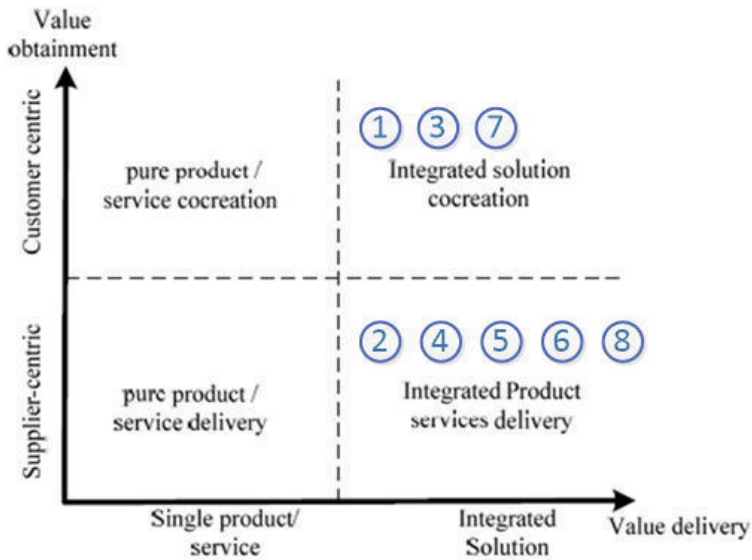 Value
obtainment
Customer centric
Supplier-centric
1 3 7
pure product /
service cocreation
Integrated solution
cocreation
2 4 5 6 8
pure product /
service delivery
Integrated Product
services delivery
Single product/
service
Integrated
Solution
Value delivery